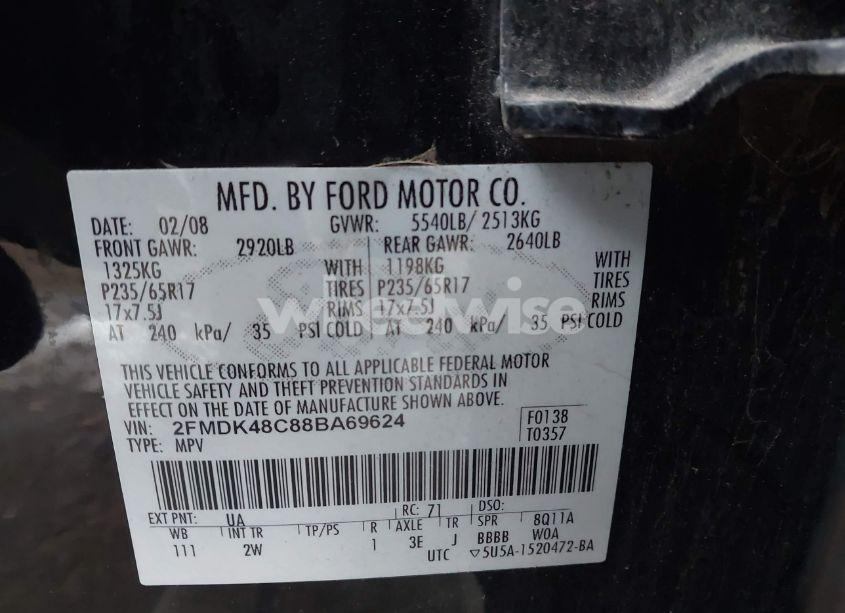 MFD. BY FORD MOTOR CO.
DATE: 02/08 GVWR: 5540LB/ 2513KG
FRONT GAWR: 2920LB REAR GAWR: 2640LB
1325KG WITH 1198KG WITH
P235/65R17 TIRES P235/65R17 TIRES
17x7.5J RIMS 17x7.5J RIMS
AT 240 kPa/ 35 PSI COLD AT 240 kPa/ 35 PSI COLD
wheelwise
THIS VEHICLE CONFORMS TO ALL APPLICABLE FEDERAL MOTOR
VEHICLE SAFETY AND THEFT PREVENTION STANDARDS IN
EFFECT ON THE DATE OF MANUFACTURE SHOWN ABOVE.
VIN: 2FMDK48C88BA69624 F0138
TYPE: MPV T0357
EXT PNT: UA RC: 71 DSO:
WB INT TR TP/PS R AXLE TR SPR 8Q11A
111 2W 1 3E J BBBB W0A
UTC ▽5U5A-1520472-BA